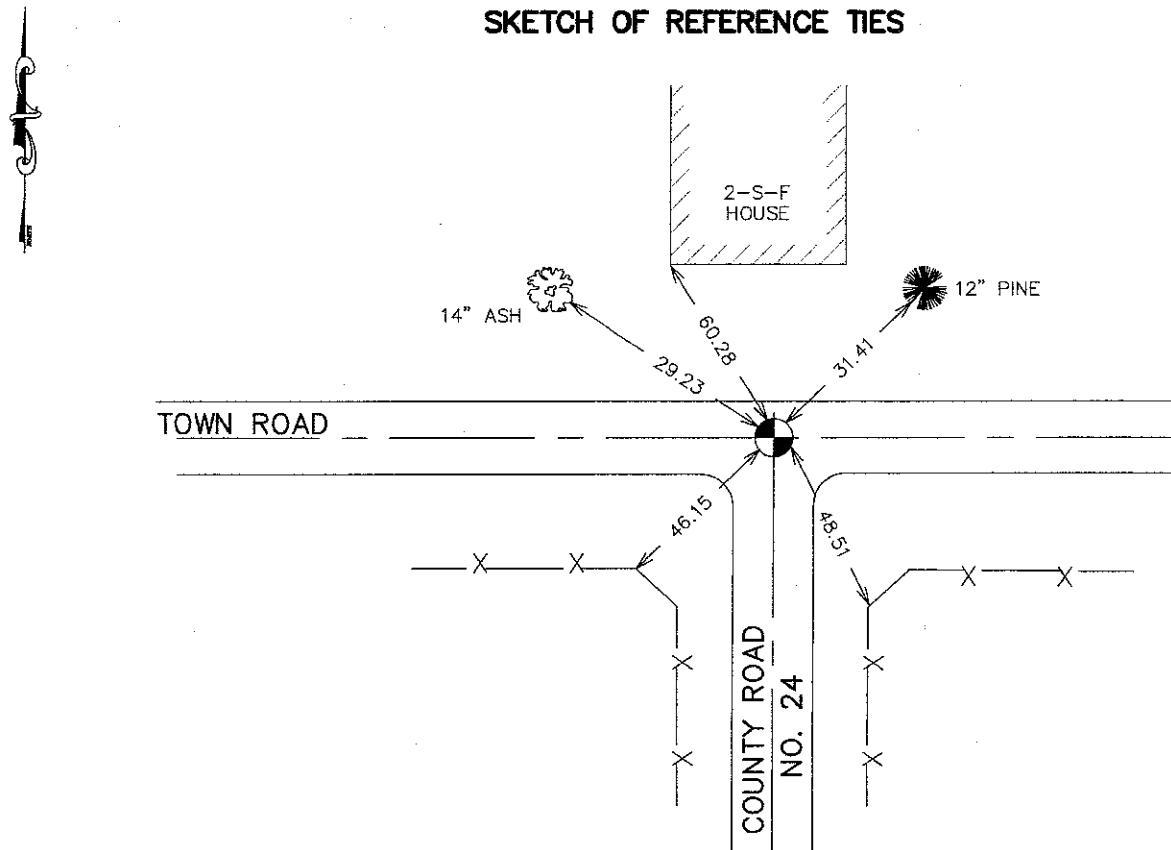 SKETCH OF REFERENCE TIES
2-S-F
HOUSE
14" ASH
12" PINE
60.28
29.23
31.41
TOWN ROAD
46.15
48.51
COUNTY ROAD
NO. 24